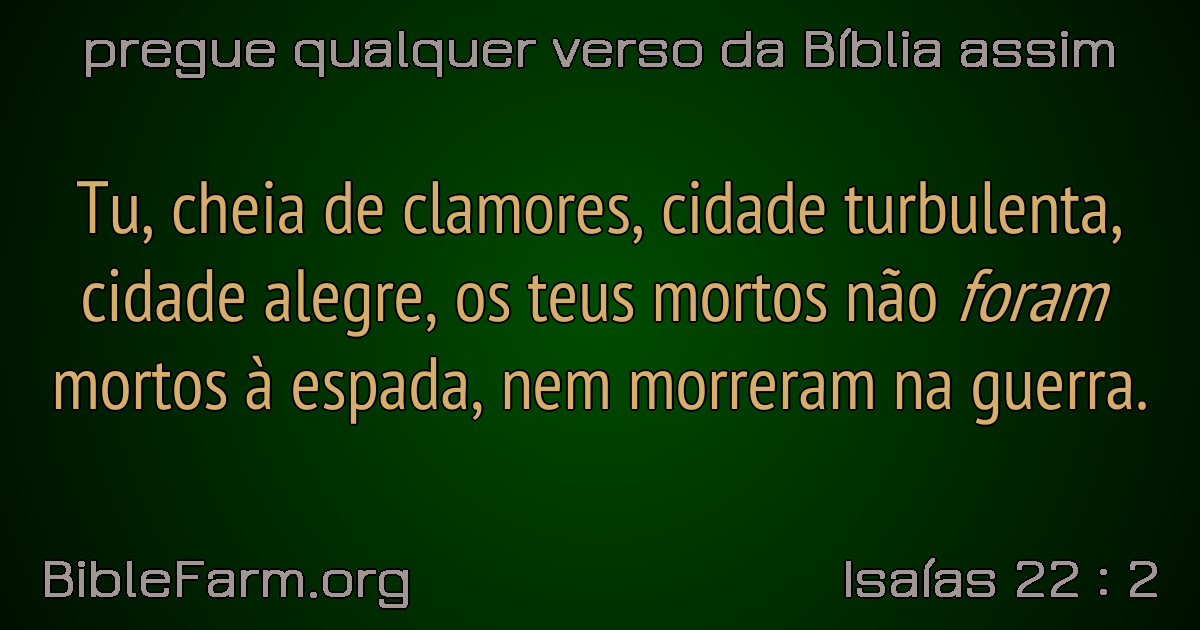 pregue qualquer verso da Bíblia assim
Tu, cheia de clamores, cidade turbulenta,
cidade alegre, os teus mortos não foram
mortos à espada, nem morreram na guerra.
BibleFarm.org
Isaías 22 : 2